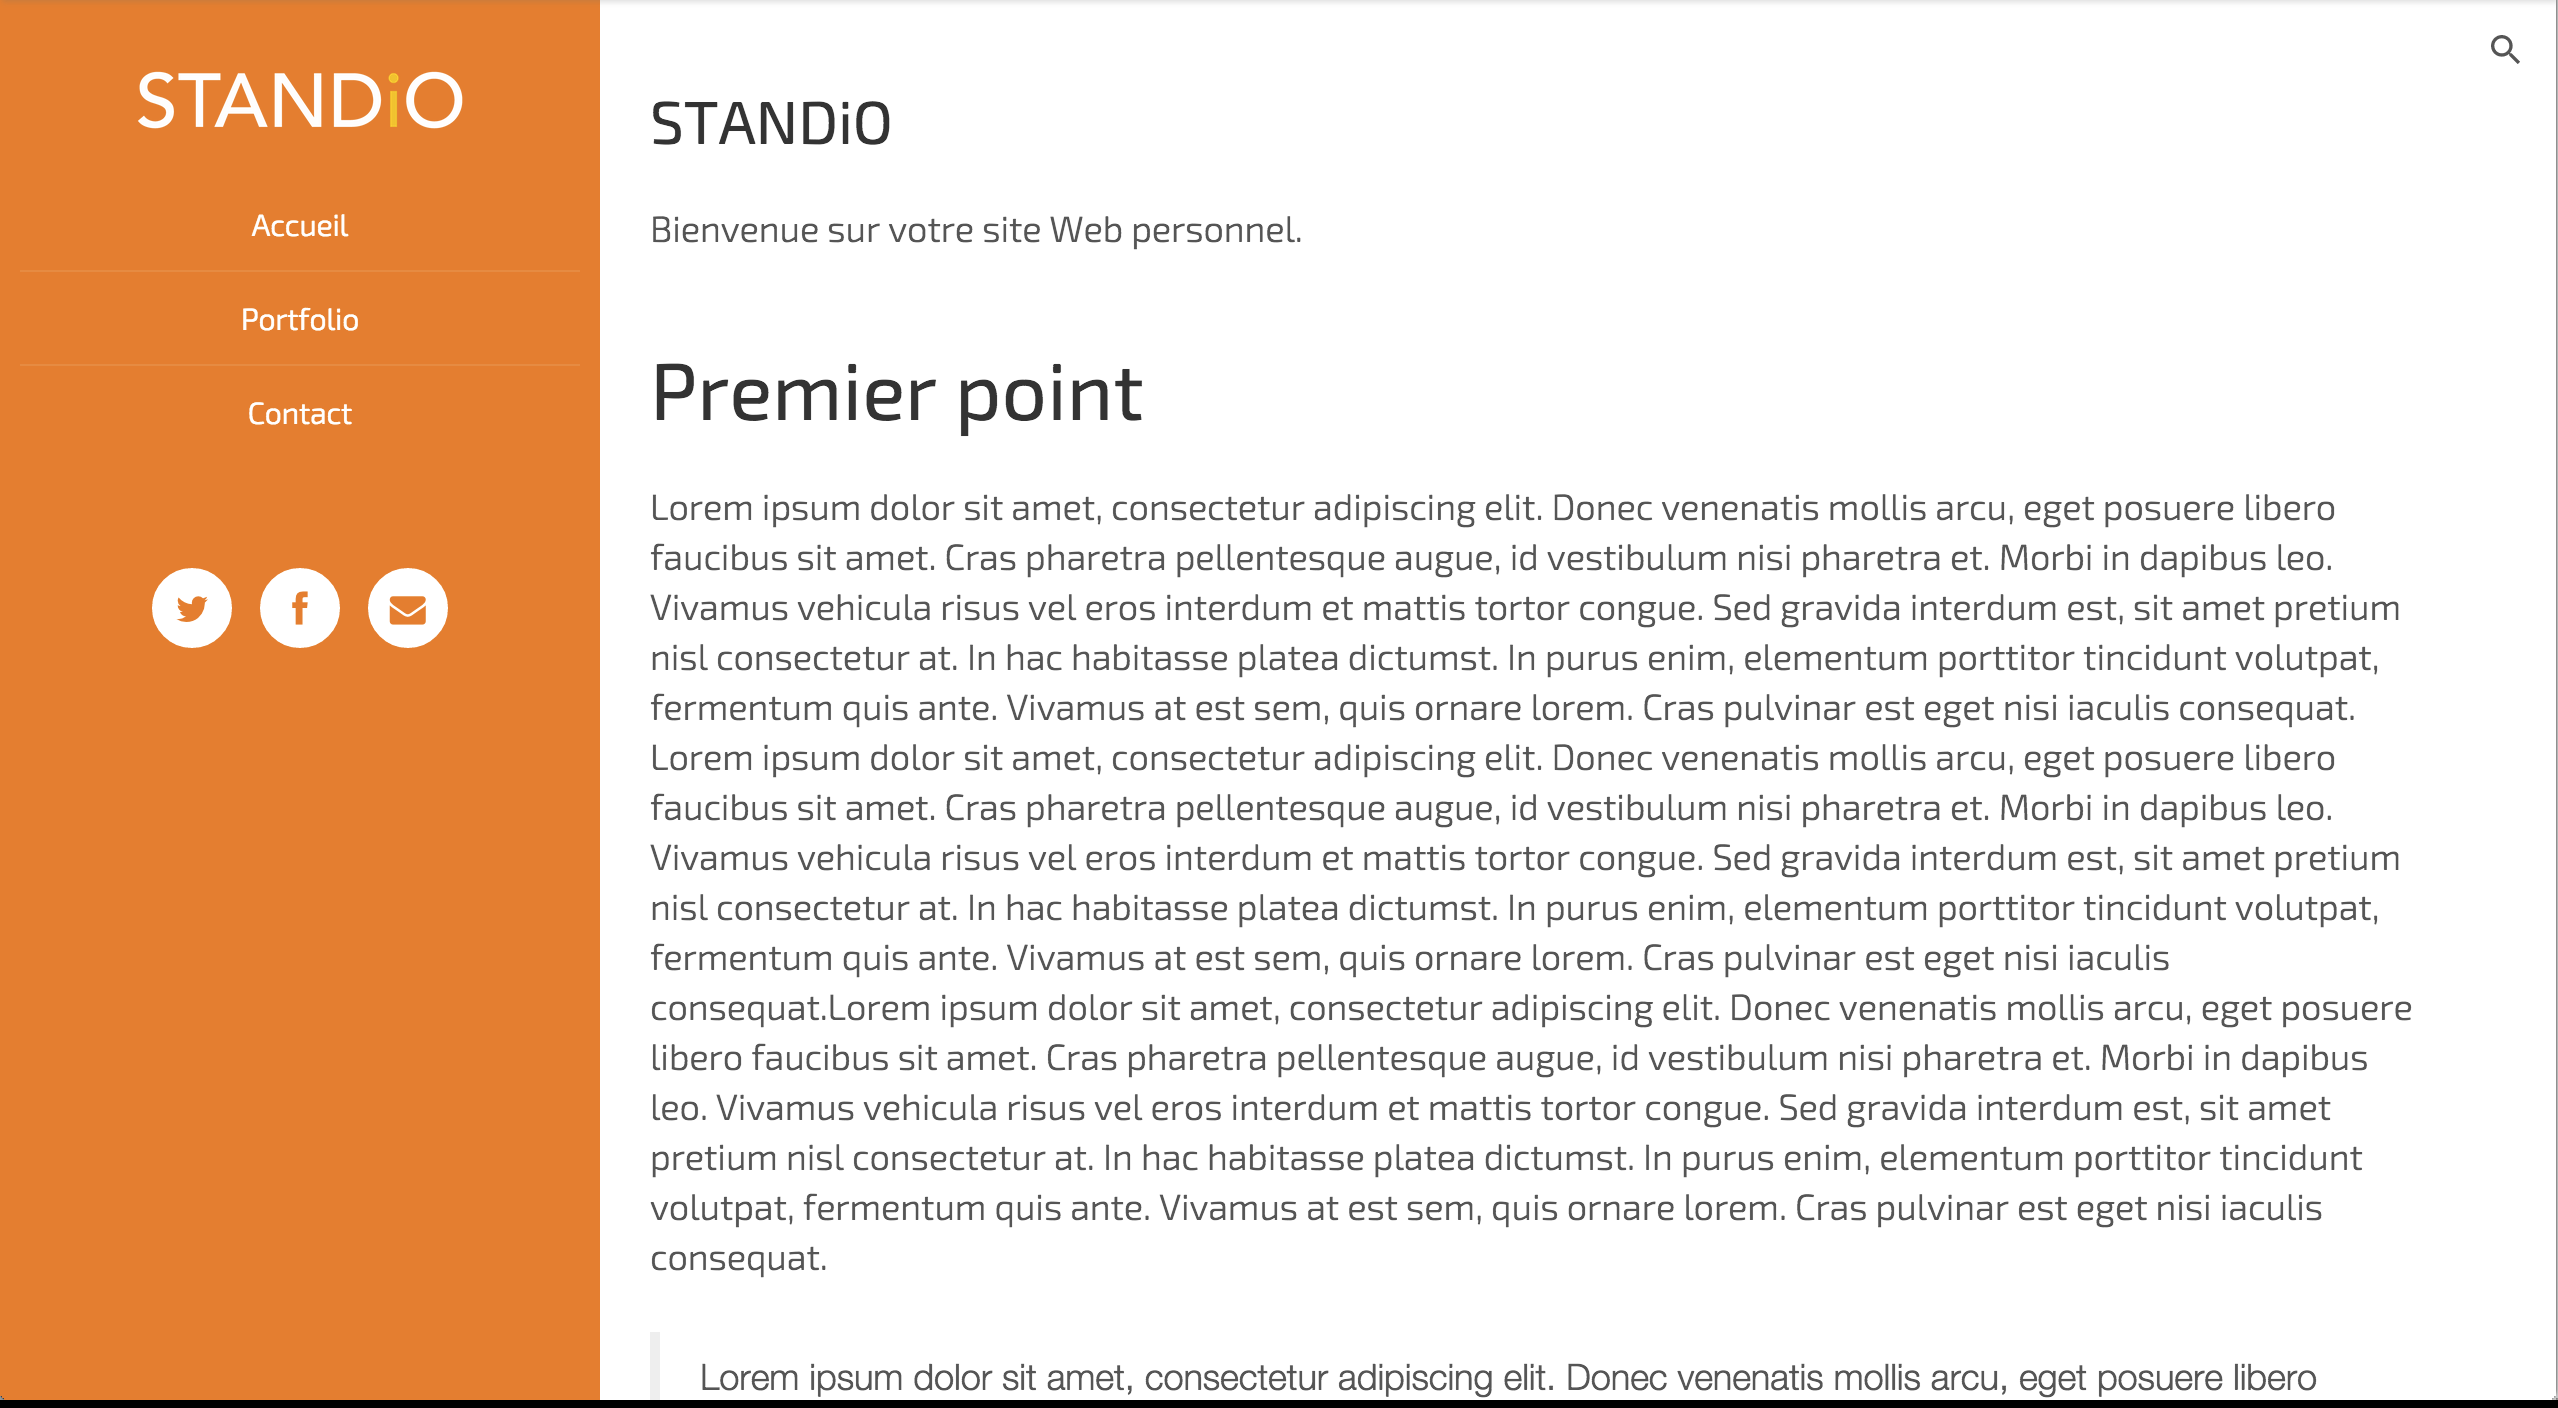 STANDiO
Accueil
Portfolio
Contact
STANDiO
Bienvenue sur votre site Web personnel.
Premier point
Lorem ipsum dolor sit amet, consectetur adipiscing elit. Donec venenatis mollis arcu, eget posuere libero
faucibus sit amet. Cras pharetra pellentesque augue, id vestibulum nisi pharetra et. Morbi in dapibus leo.
Vivamus vehicula risus vel eros interdum et mattis tortor congue. Sed gravida interdum est, sit amet pretium
nisl consectetur at. In hac habitasse platea dictumst. In purus enim, elementum porttitor tincidunt volutpat,
fermentum quis ante. Vivamus at est sem, quis ornare lorem. Cras pulvinar est eget nisi iaculis consequat.
Lorem ipsum dolor sit amet, consectetur adipiscing elit. Donec venenatis mollis arcu, eget posuere libero
faucibus sit amet. Cras pharetra pellentesque augue, id vestibulum nisi pharetra et. Morbi in dapibus leo.
Vivamus vehicula risus vel eros interdum et mattis tortor congue. Sed gravida interdum est, sit amet pretium
nisl consectetur at. In hac habitasse platea dictumst. In purus enim, elementum porttitor tincidunt volutpat,
fermentum quis ante. Vivamus at est sem, quis ornare lorem. Cras pulvinar est eget nisi iaculis
consequat.Lorem ipsum dolor sit amet, consectetur adipiscing elit. Donec venenatis mollis arcu, eget posuere
libero faucibus sit amet. Cras pharetra pellentesque augue, id vestibulum nisi pharetra et. Morbi in dapibus
leo. Vivamus vehicula risus vel eros interdum et mattis tortor congue. Sed gravida interdum est, sit amet
pretium nisl consectetur at. In hac habitasse platea dictumst. In purus enim, elementum porttitor tincidunt
volutpat, fermentum quis ante. Vivamus at est sem, quis ornare lorem. Cras pulvinar est eget nisi iaculis
consequat.
Lorem ipsum dolor sit amet, consectetur adipiscing elit. Donec venenatis mollis arcu, eget posuere libero